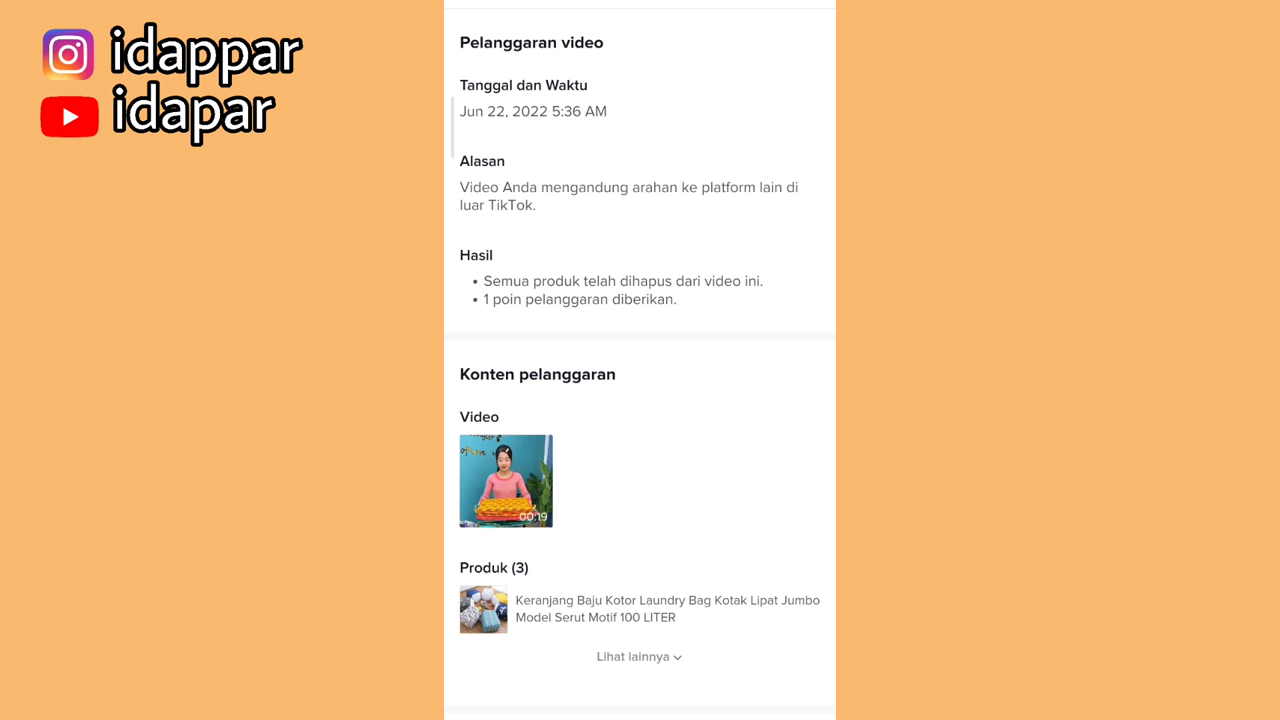 idappar
idapar
Pelanggaran video
Tanggal dan Waktu
Jun 22, 2022 5:36 AM
Alasan
Video Anda mengandung arahan ke platform lain di
luar TikTok.
Hasil
• Semua produk telah dihapus dari video ini.
• 1 poin pelanggaran diberikan.
Konten pelanggaran
Video
00:19
Produk (3)
Keranjang Baju Kotor Laundry Bag Kotak Lipat Jumbo
Model Serut Motif 100 LITER
Lihat lainnya